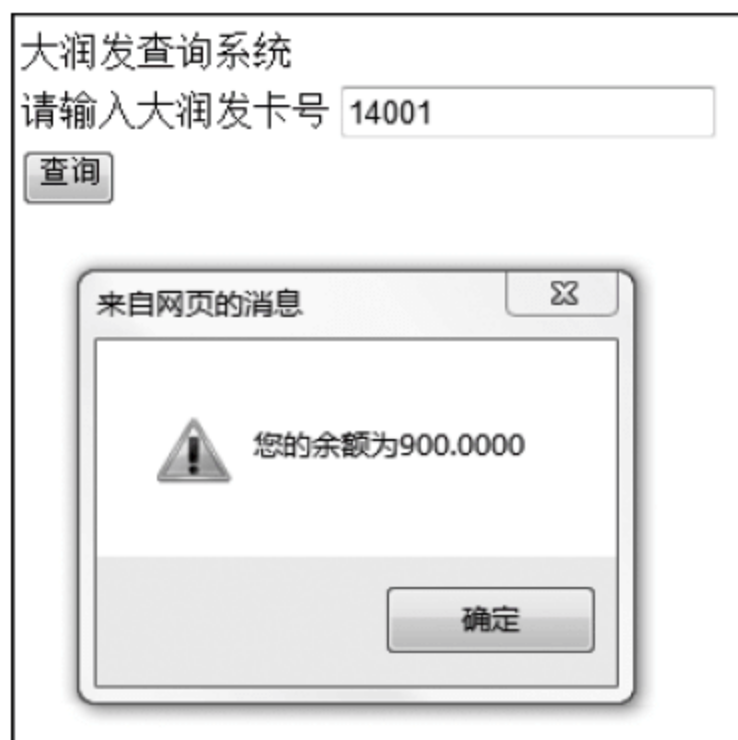 大润发查询系统
请输入大润发卡号 14001
查询
来自网页的消息
您的余额为900.0000
确定